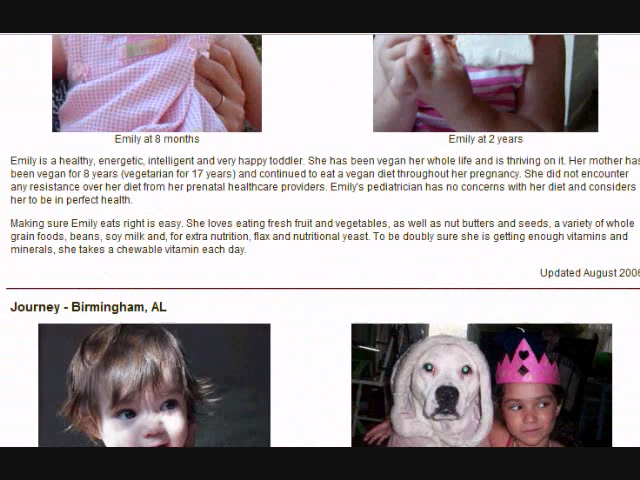 Emily at 8 months
Emily at 2 years
Emily is a healthy, energetic, intelligent and very happy toddler. She has been vegan her whole life and is thriving on it. Her mother has
been vegan for 8 years (vegetarian for 17 years) and continued to eat a vegan diet throughout her pregnancy. She did not encounter
any resistance over her diet from her prenatal healthcare providers. Emily's pediatrician has no concerns with her diet and considers
her to be in perfect health.
Making sure Emily eats right is easy. She loves eating fresh fruit and vegetables, as well as nut butters and seeds, a variety of whole
grain foods, beans, soy milk and, for extra nutrition, flax and nutritional yeast. To be doubly sure she is getting enough vitamins and
minerals, she takes a chewable vitamin each day.
Updated August 2006
Journey - Birmingham, AL